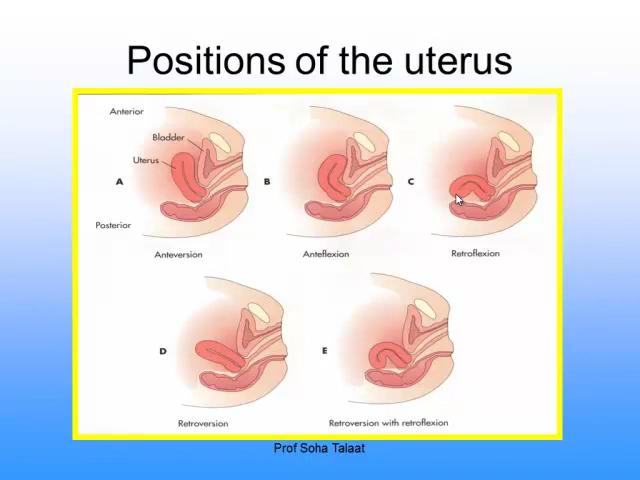 Positions of the uterus
Anterior
Bladder
Uterus
A
B
C
Posterior
Anteversion
Anteflexion
Retroflexion
D
E
Retroversion
Retroversion with retroflexion
Prof Soha Talaat